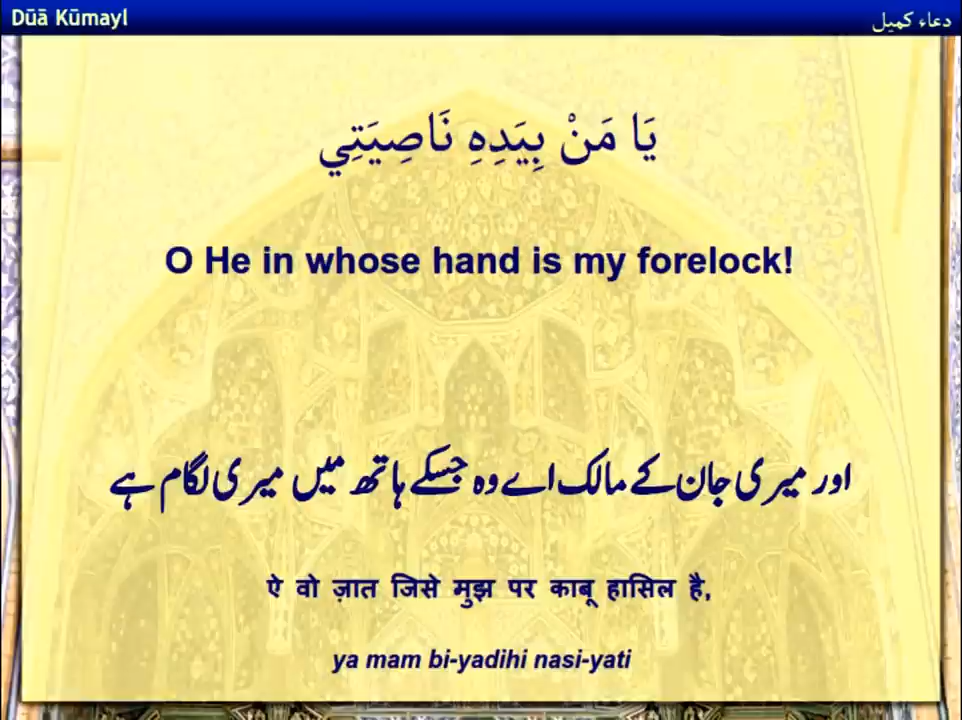 Dūā Kūmayl
دعاء كميل
يَا مَنْ بِيَدِهِ نَاصِيَتِي
O He in whose hand is my forelock!
اور میری جان کے مالک اے وہ جسکے ہاتھ میں میری لگام ہے
ऐ वो ज़ात जिसे मुझ पर काबू हासिल है,
ya mam bi-yadihi nasi-yati